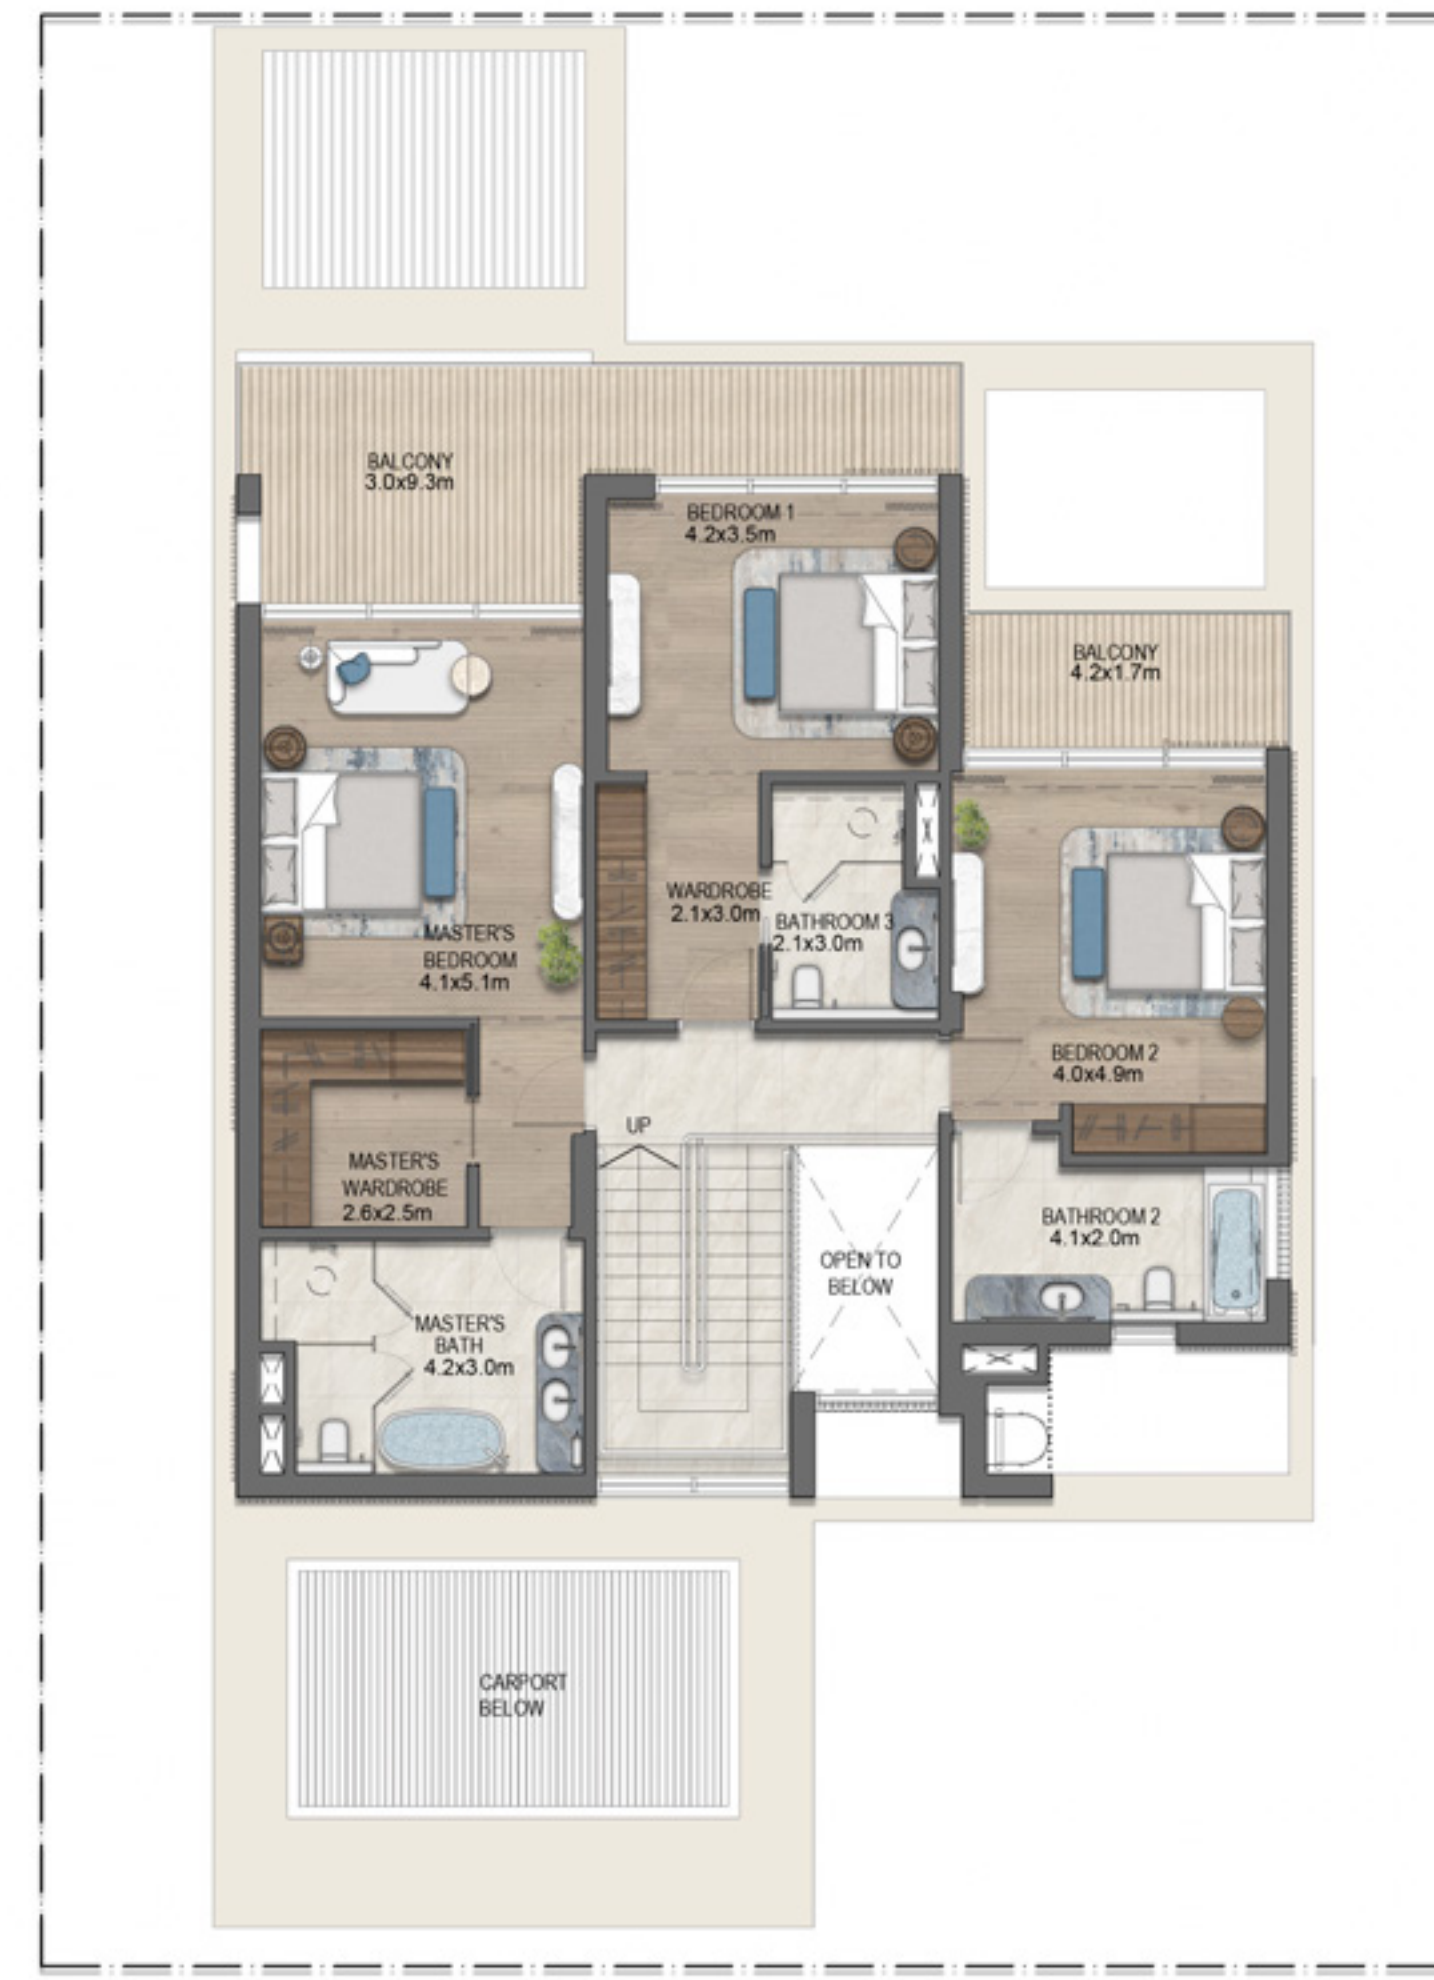 BALCONY
3.0x9.3m
BEDROOM 1
4.2x3.5m
BALCONY
4.2x1.7m
WARDROBE
2.1x3.0m
BATHROOM 3
2.1x3.0m
MASTER'S
BEDROOM
4.1x5.1m
BEDROOM 2
4.0x4.9m
UP
MASTER'S
WARDROBE
2.6x2.5m
BATHROOM 2
4.1x2.0m
OPEN TO
BELOW
MASTER'S
BATH
4.2x3.0m
CARPORT
BELOW